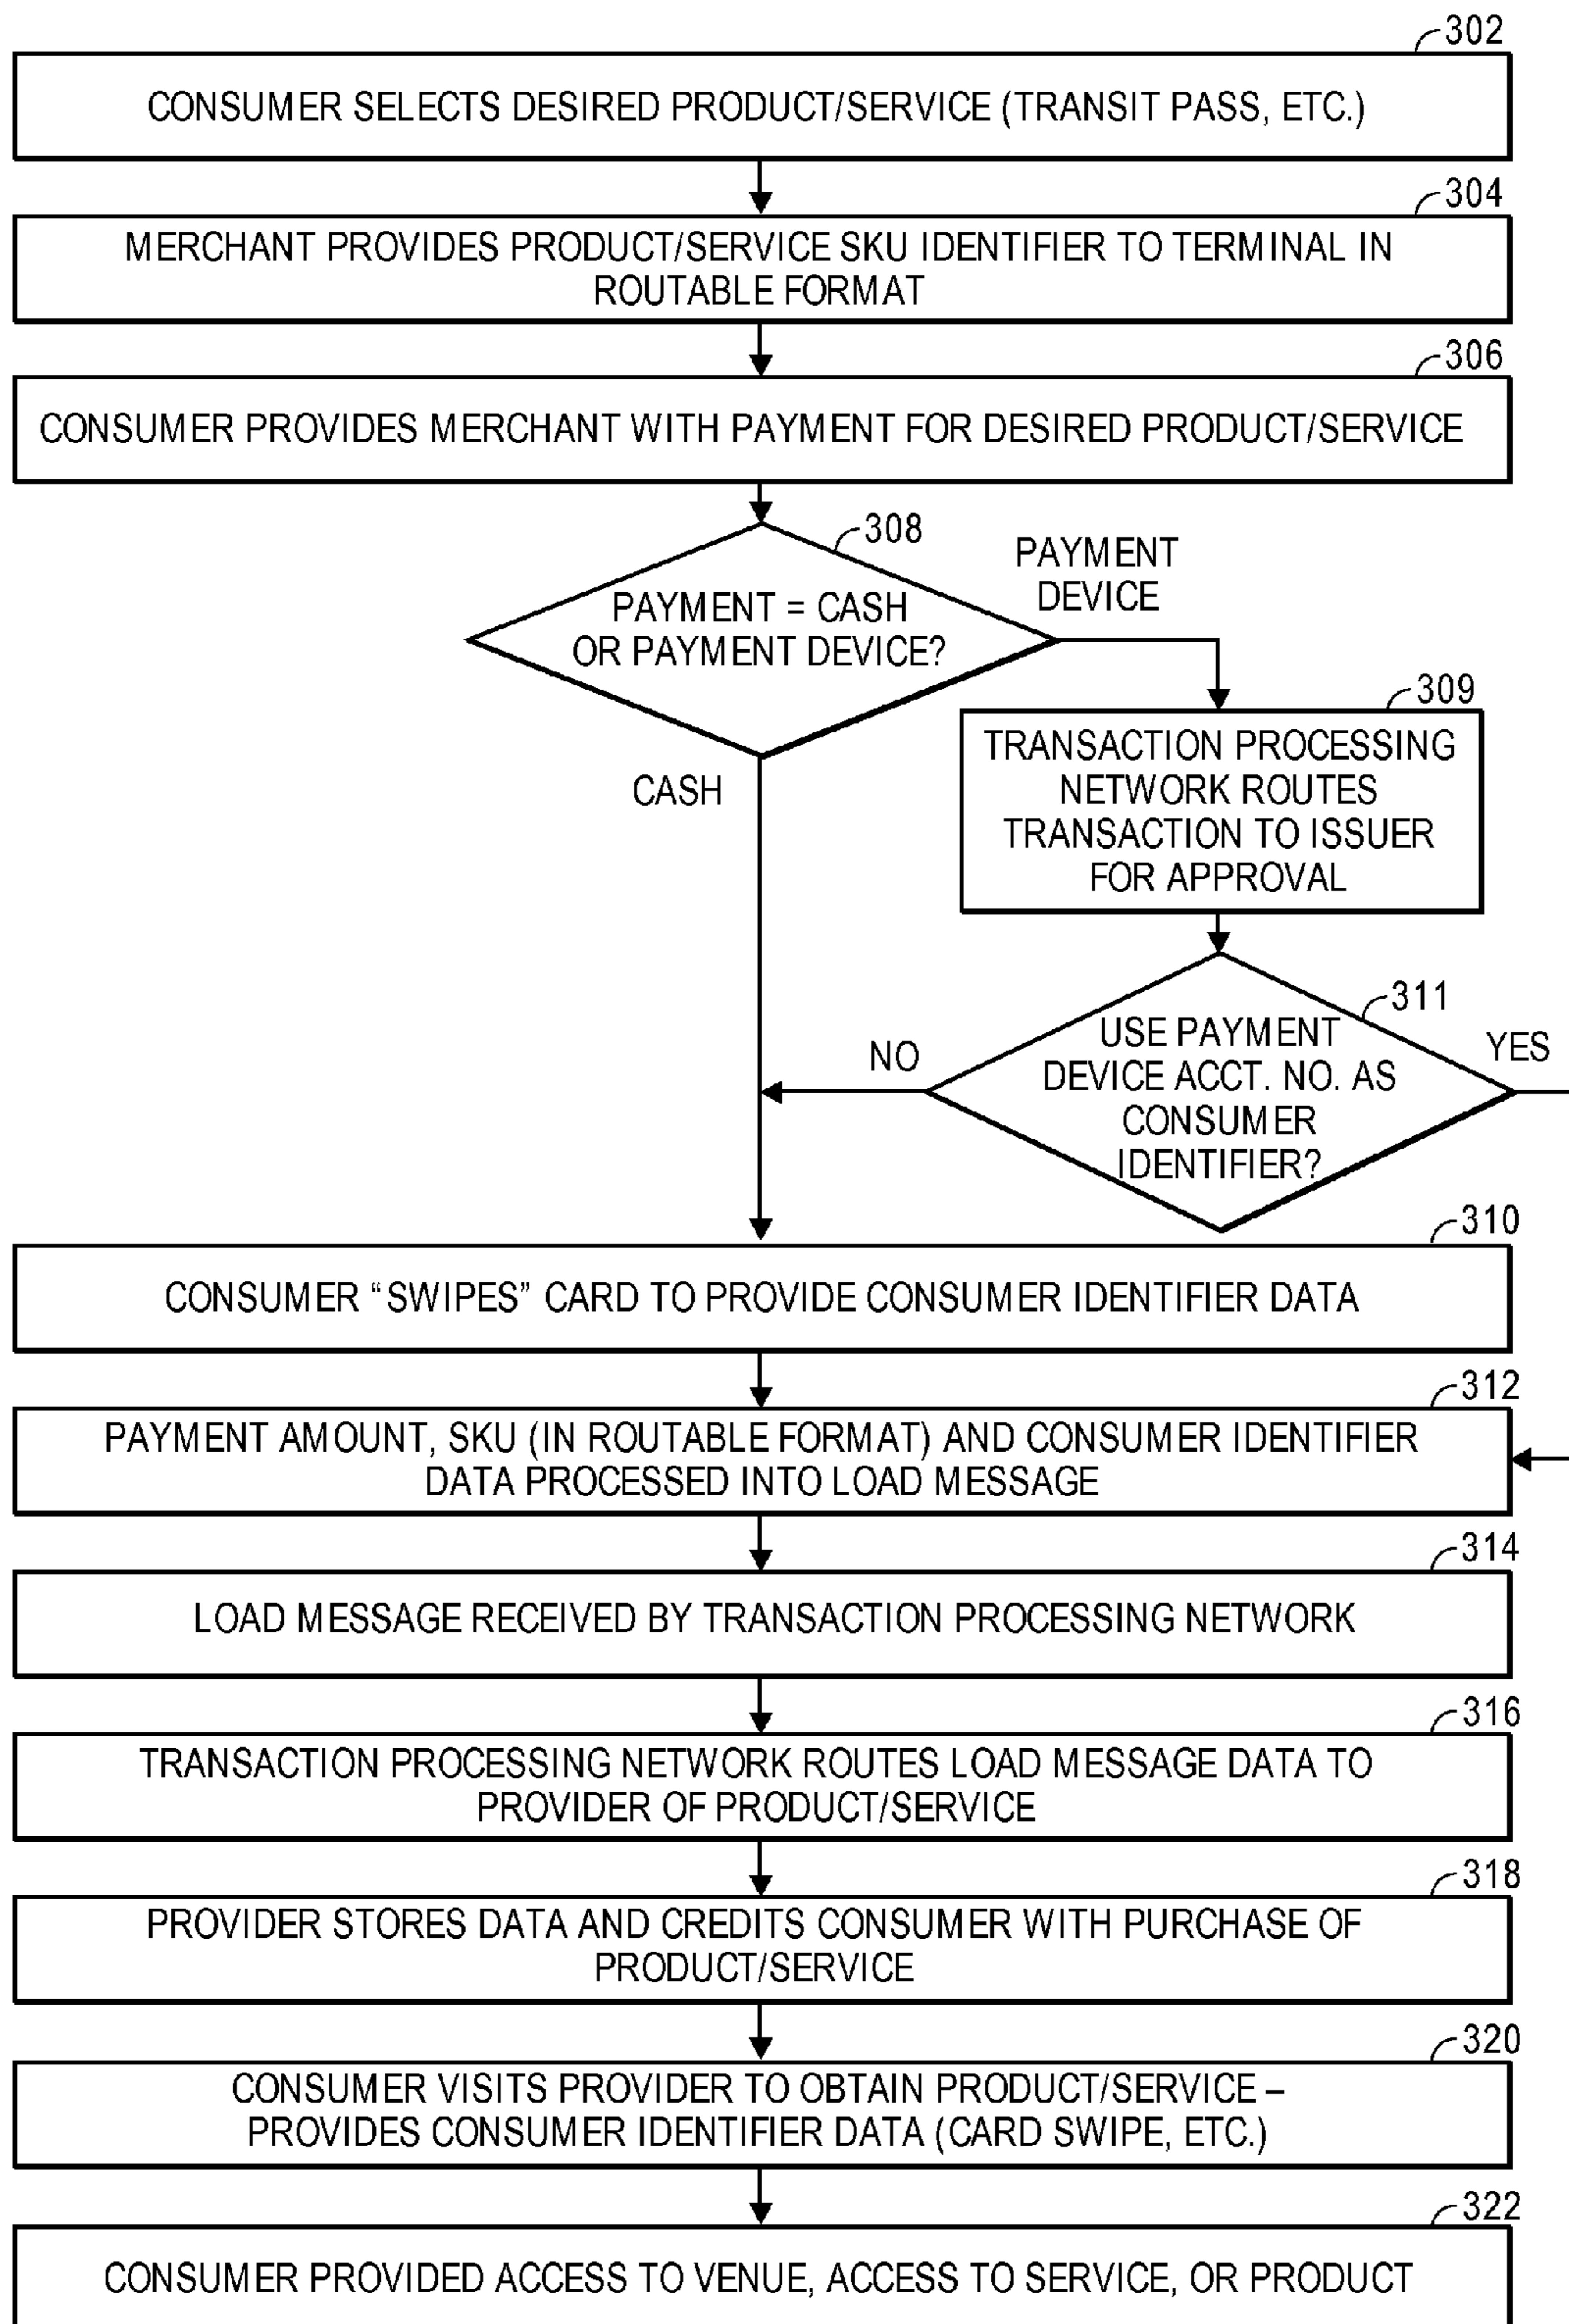 302
CONSUMER SELECTS DESIRED PRODUCT/SERVICE (TRANSIT PASS, ETC.)
304
MERCHANT PROVIDES PRODUCT/SERVICE SKU IDENTIFIER TO TERMINAL IN
ROUTABLE FORMAT
306
CONSUMER PROVIDES MERCHANT WITH PAYMENT FOR DESIRED PRODUCT/SERVICE
308
PAYMENT = CASH
OR PAYMENT DEVICE?
PAYMENT
DEVICE
CASH
309
TRANSACTION PROCESSING
NETWORK ROUTES
TRANSACTION TO ISSUER
FOR APPROVAL
311
USE PAYMENT
DEVICE ACCT. NO. AS
CONSUMER
IDENTIFIER?
NO
YES
310
CONSUMER “SWIPES” CARD TO PROVIDE CONSUMER IDENTIFIER DATA
312
PAYMENT AMOUNT, SKU (IN ROUTABLE FORMAT) AND CONSUMER IDENTIFIER
DATA PROCESSED INTO LOAD MESSAGE
314
LOAD MESSAGE RECEIVED BY TRANSACTION PROCESSING NETWORK
316
TRANSACTION PROCESSING NETWORK ROUTES LOAD MESSAGE DATA TO
PROVIDER OF PRODUCT/SERVICE
318
PROVIDER STORES DATA AND CREDITS CONSUMER WITH PURCHASE OF
PRODUCT/SERVICE
320
CONSUMER VISITS PROVIDER TO OBTAIN PRODUCT/SERVICE –
PROVIDES CONSUMER IDENTIFIER DATA (CARD SWIPE, ETC.)
322
CONSUMER PROVIDED ACCESS TO VENUE, ACCESS TO SERVICE, OR PRODUCT